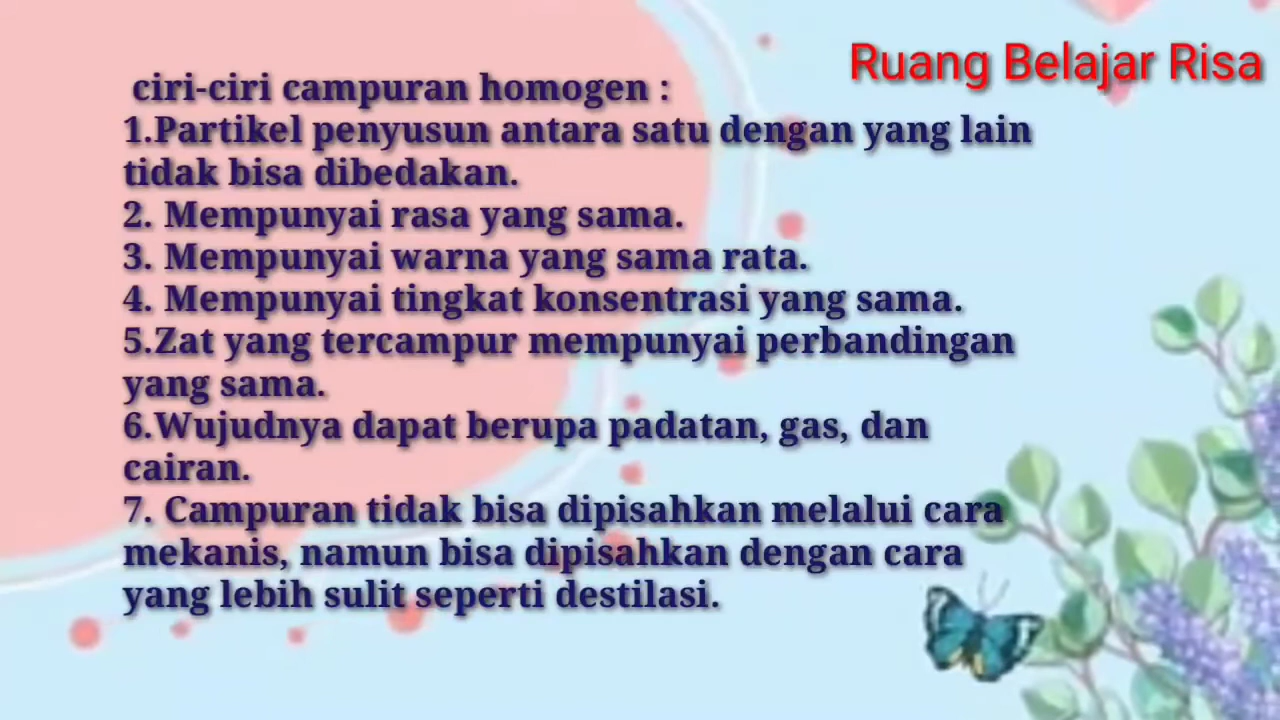 Ruang Belajar Risa
ciri-ciri campuran homogen :
1.Partikel penyusun antara satu dengan yang lain
tidak bisa dibedakan.
2. Mempunyai rasa yang sama.
3. Mempunyai warna yang sama rata.
4. Mempunyai tingkat konsentrasi yang sama.
5.Zat yang tercampur mempunyai perbandingan
yang sama.
6.Wujudnya dapat berupa padatan, gas, dan
cairan.
7. Campuran tidak bisa dipisahkan melalui cara
mekanis, namun bisa dipisahkan dengan cara
yang lebih sulit seperti destilasi.